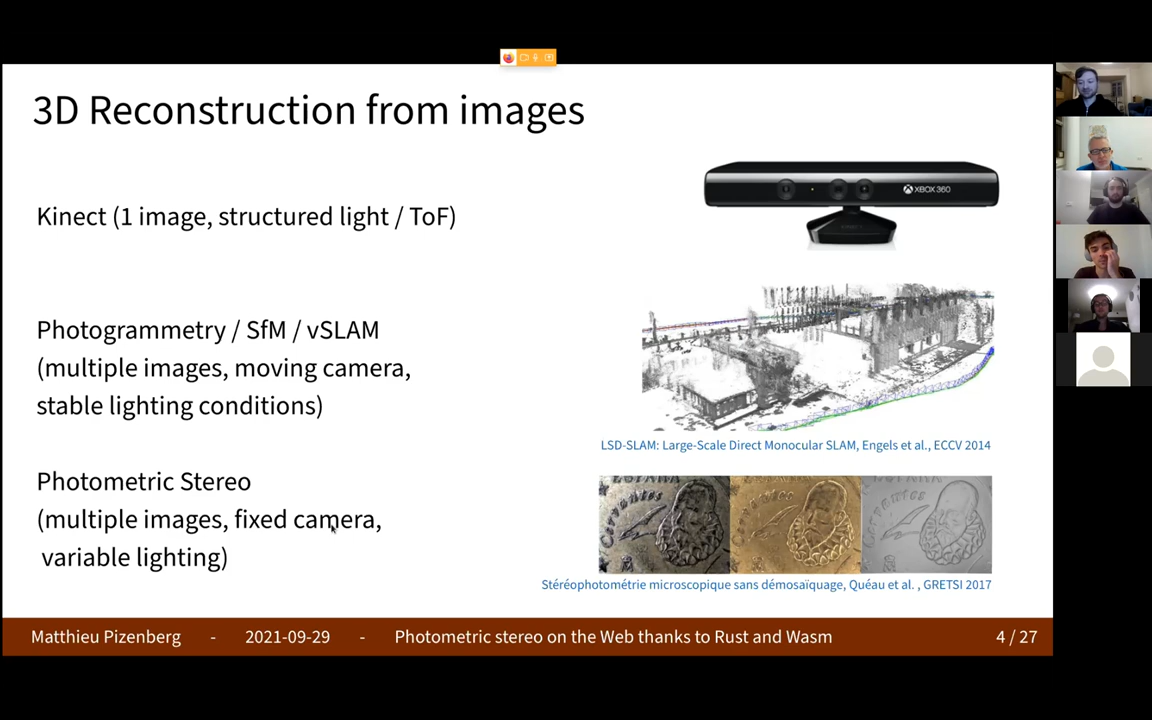 3D Reconstruction from images
Kinect (1 image, structured light / ToF)
XBOX 360
Photogrammetry / SfM / vSLAM
(multiple images, moving camera,
stable lighting conditions)
LSD-SLAM: Large-Scale Direct Monocular SLAM, Engels et al., ECCV 2014
Photometric Stereo
(multiple images, fixed camera,
variable lighting)
Stéréophotométrie microscopique sans démosaïquage, Quéau et al. , GRETSI 2017
Matthieu Pizenberg - 2021-09-29 - Photometric stereo on the Web thanks to Rust and Wasm 4 / 27